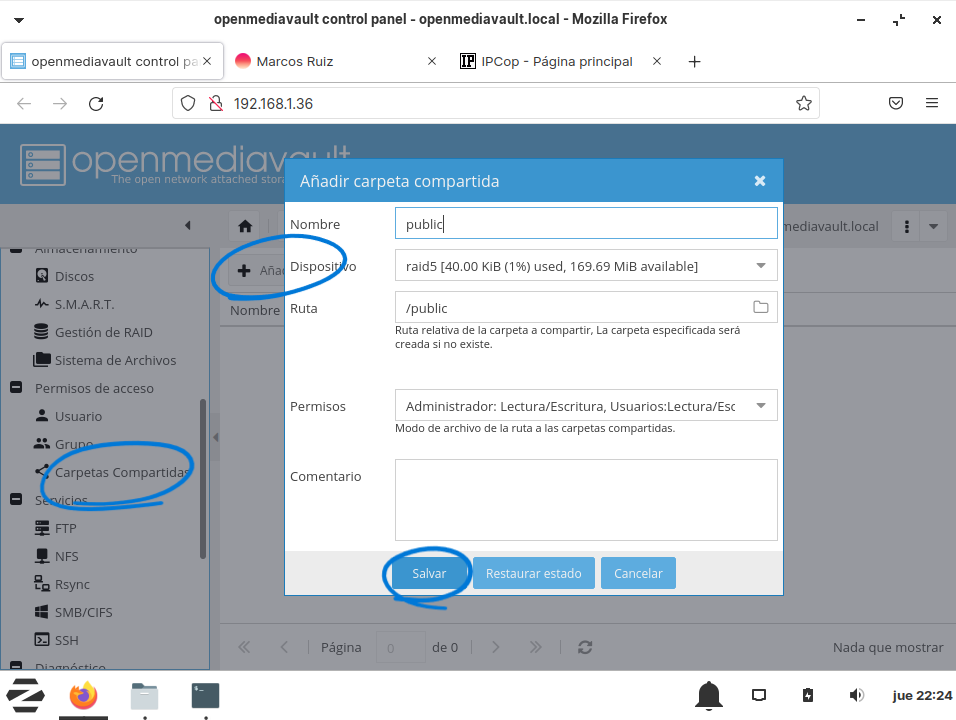 openmediavault control panel - openmediavault.local - Mozilla Firefox
openmediavault control pa
Marcos Ruiz
IPCop - Página principal
192.168.1.36
openmediavault
The open network attached stora
Añadir carpeta compartida
mediavault.local
Almacenamiento
Discos
S.M.A.R.T.
Gestión de RAID
Sistema de Archivos
Permisos de acceso
Usuario
Grupo
Carpetas Compartidas
Servicios
FTP
NFS
Rsync
SMB/CIFS
SSH
Diagnóstico
Aña
Nombre
Nombre
public
Dispositivo
raid5 [40.00 KiB (1%) used, 169.69 MiB available]
Ruta
/public
Ruta relativa de la carpeta a compartir, La carpeta especificada será
creada si no existe.
Permisos
Administrador: Lectura/Escritura, Usuarios:Lectura/Esc
Modo de archivo de la ruta a las carpetas compartidas.
Comentario
Salvar
Restaurar estado
Cancelar
Página
0
de 0
Nada que mostrar
jue 22:24